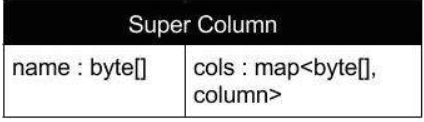 Super Column
name : byte[]
cols : map<byte[],
column>